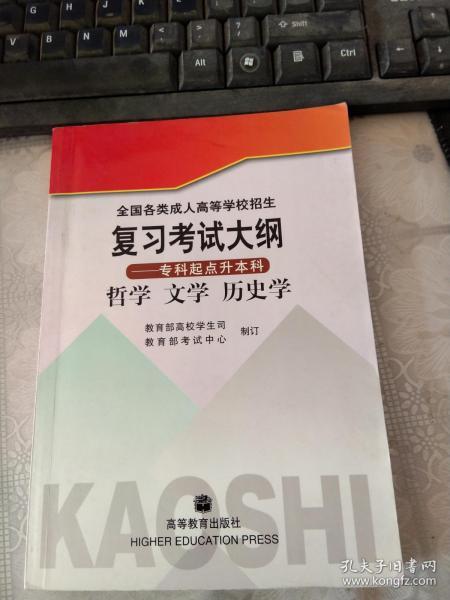 B
N
M
Alt
Ctrl
全国各类成人高等学校招生
复习考试大纲
——专科起点升本科
哲学 文学 历史学
教育部高校学生司
教育部考试中心
制订
KAOSHI
高等教育出版社
HIGHER EDUCATION PRESS
孔夫子旧书网
www.kongfz.com